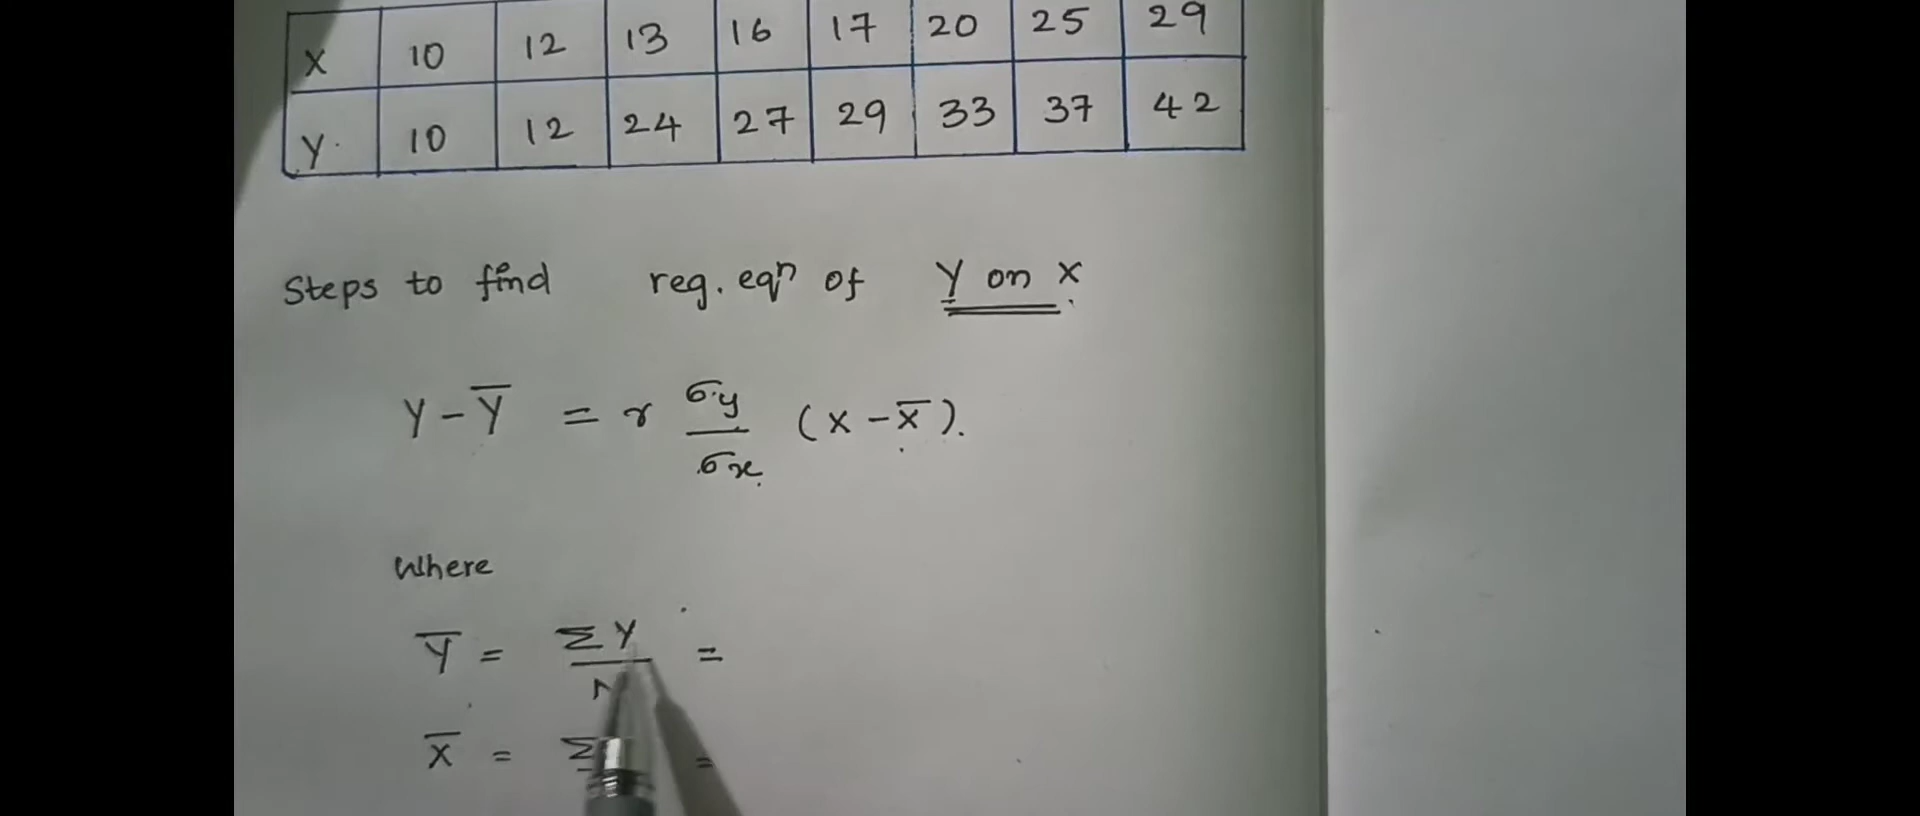 X 10 12 13 16 17 20 25 29
Y 10 12 24 27 29 33 37 42
Steps to find reg. eqn of Y on X
Y - Y̅ = r σy/σx (X - X̅).
Where
Y̅ = ΣY =
X̅ = Σ =